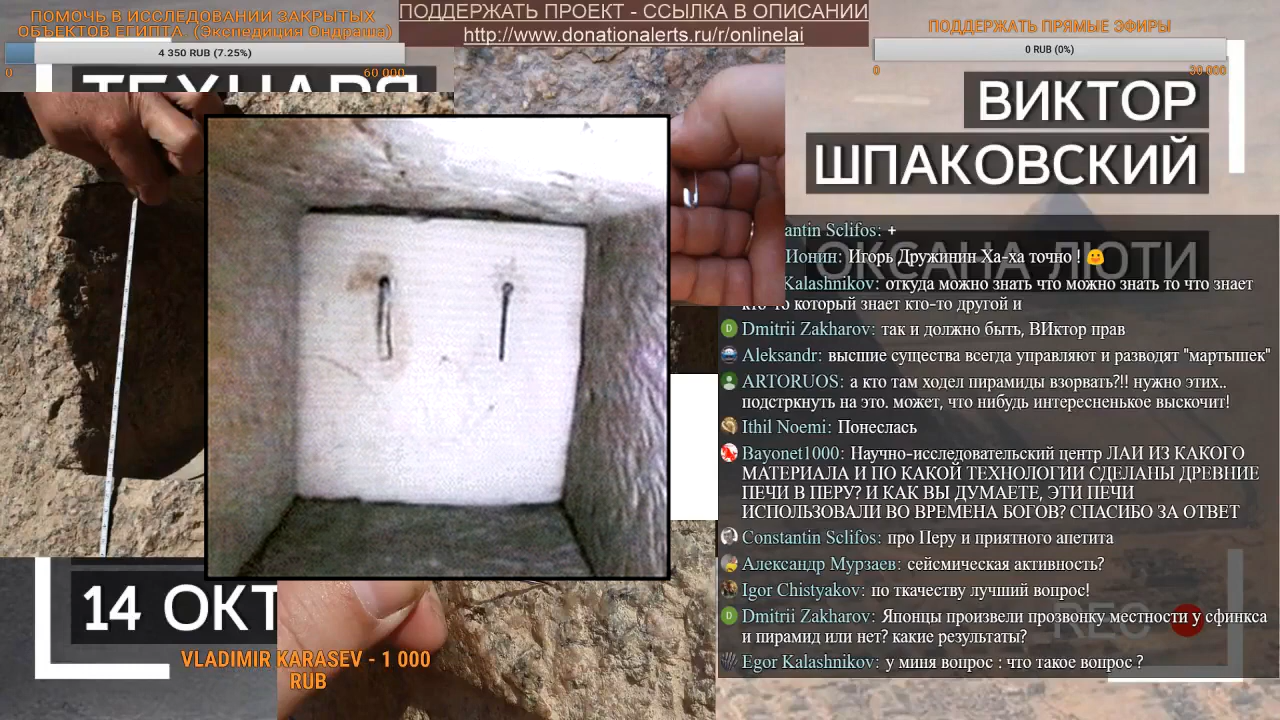 ПОМОЧЬ В ИССЛЕДОВАНИИ ЗАКРЫТЫХ
ОБЪЕКТОВ ЕГИПТА. (Экспедиция Ондраша)
4 350 RUB (7.25%)
0
60 000
ПОДДЕРЖАТЬ ПРОЕКТ - ССЫЛКА В ОПИСАНИИ
http://www.donationalerts.ru/r/onlinelai
ПОДДЕРЖАТЬ ПРЯМЫЕ ЭФИРЫ
0 RUB (0%)
0
30 000
ТЕХНАРЯ
ВИКТОР
ШПАКОВСКИЙ
ОКСАНА ЛЮТИ
antin Sclifos: +
Ионин: Игорь Дружинин Ха-ха точно !
Kalashnikov: откуда можно знать что можно знать то что знает
кто-то который знает кто-то другой и
Dmitrii Zakharov: так и должно быть, ВИктор прав
Aleksandr: высшие существа всегда управляют и разводят "мартышек"
ARTORUOS: а кто там ходел пирамиды взорвать?!! нужно этих..
подстркнуть на это. может, что нибудь интересненькое выскочит!
Ithil Noemi: Понеслась
Bayonet1000: Научно-исследовательский центр ЛАИ ИЗ КАКОГО
МАТЕРИАЛА И ПО КАКОЙ ТЕХНОЛОГИИ СДЕЛАНЫ ДРЕВНИЕ
ПЕЧИ В ПЕРУ? И КАК ВЫ ДУМАЕТЕ, ЭТИ ПЕЧИ
ИСПОЛЬЗОВАЛИ ВО ВРЕМЕНА БОГОВ? СПАСИБО ЗА ОТВЕТ
Constantin Sclifos: про Перу и приятного апетита
Александр Мурзаев: сейсмическая активность?
Igor Chistyakov: по ткачеству лучший вопрос!
Dmitrii Zakharov: Японцы произвели прозвонку местности у сфинкса
и пирамид или нет? какие результаты?
Egor Kalashnikov: у миня вопрос : что такое вопрос ?
REC
14 ОКТ
VLADIMIR KARASEV - 1 000
RUB